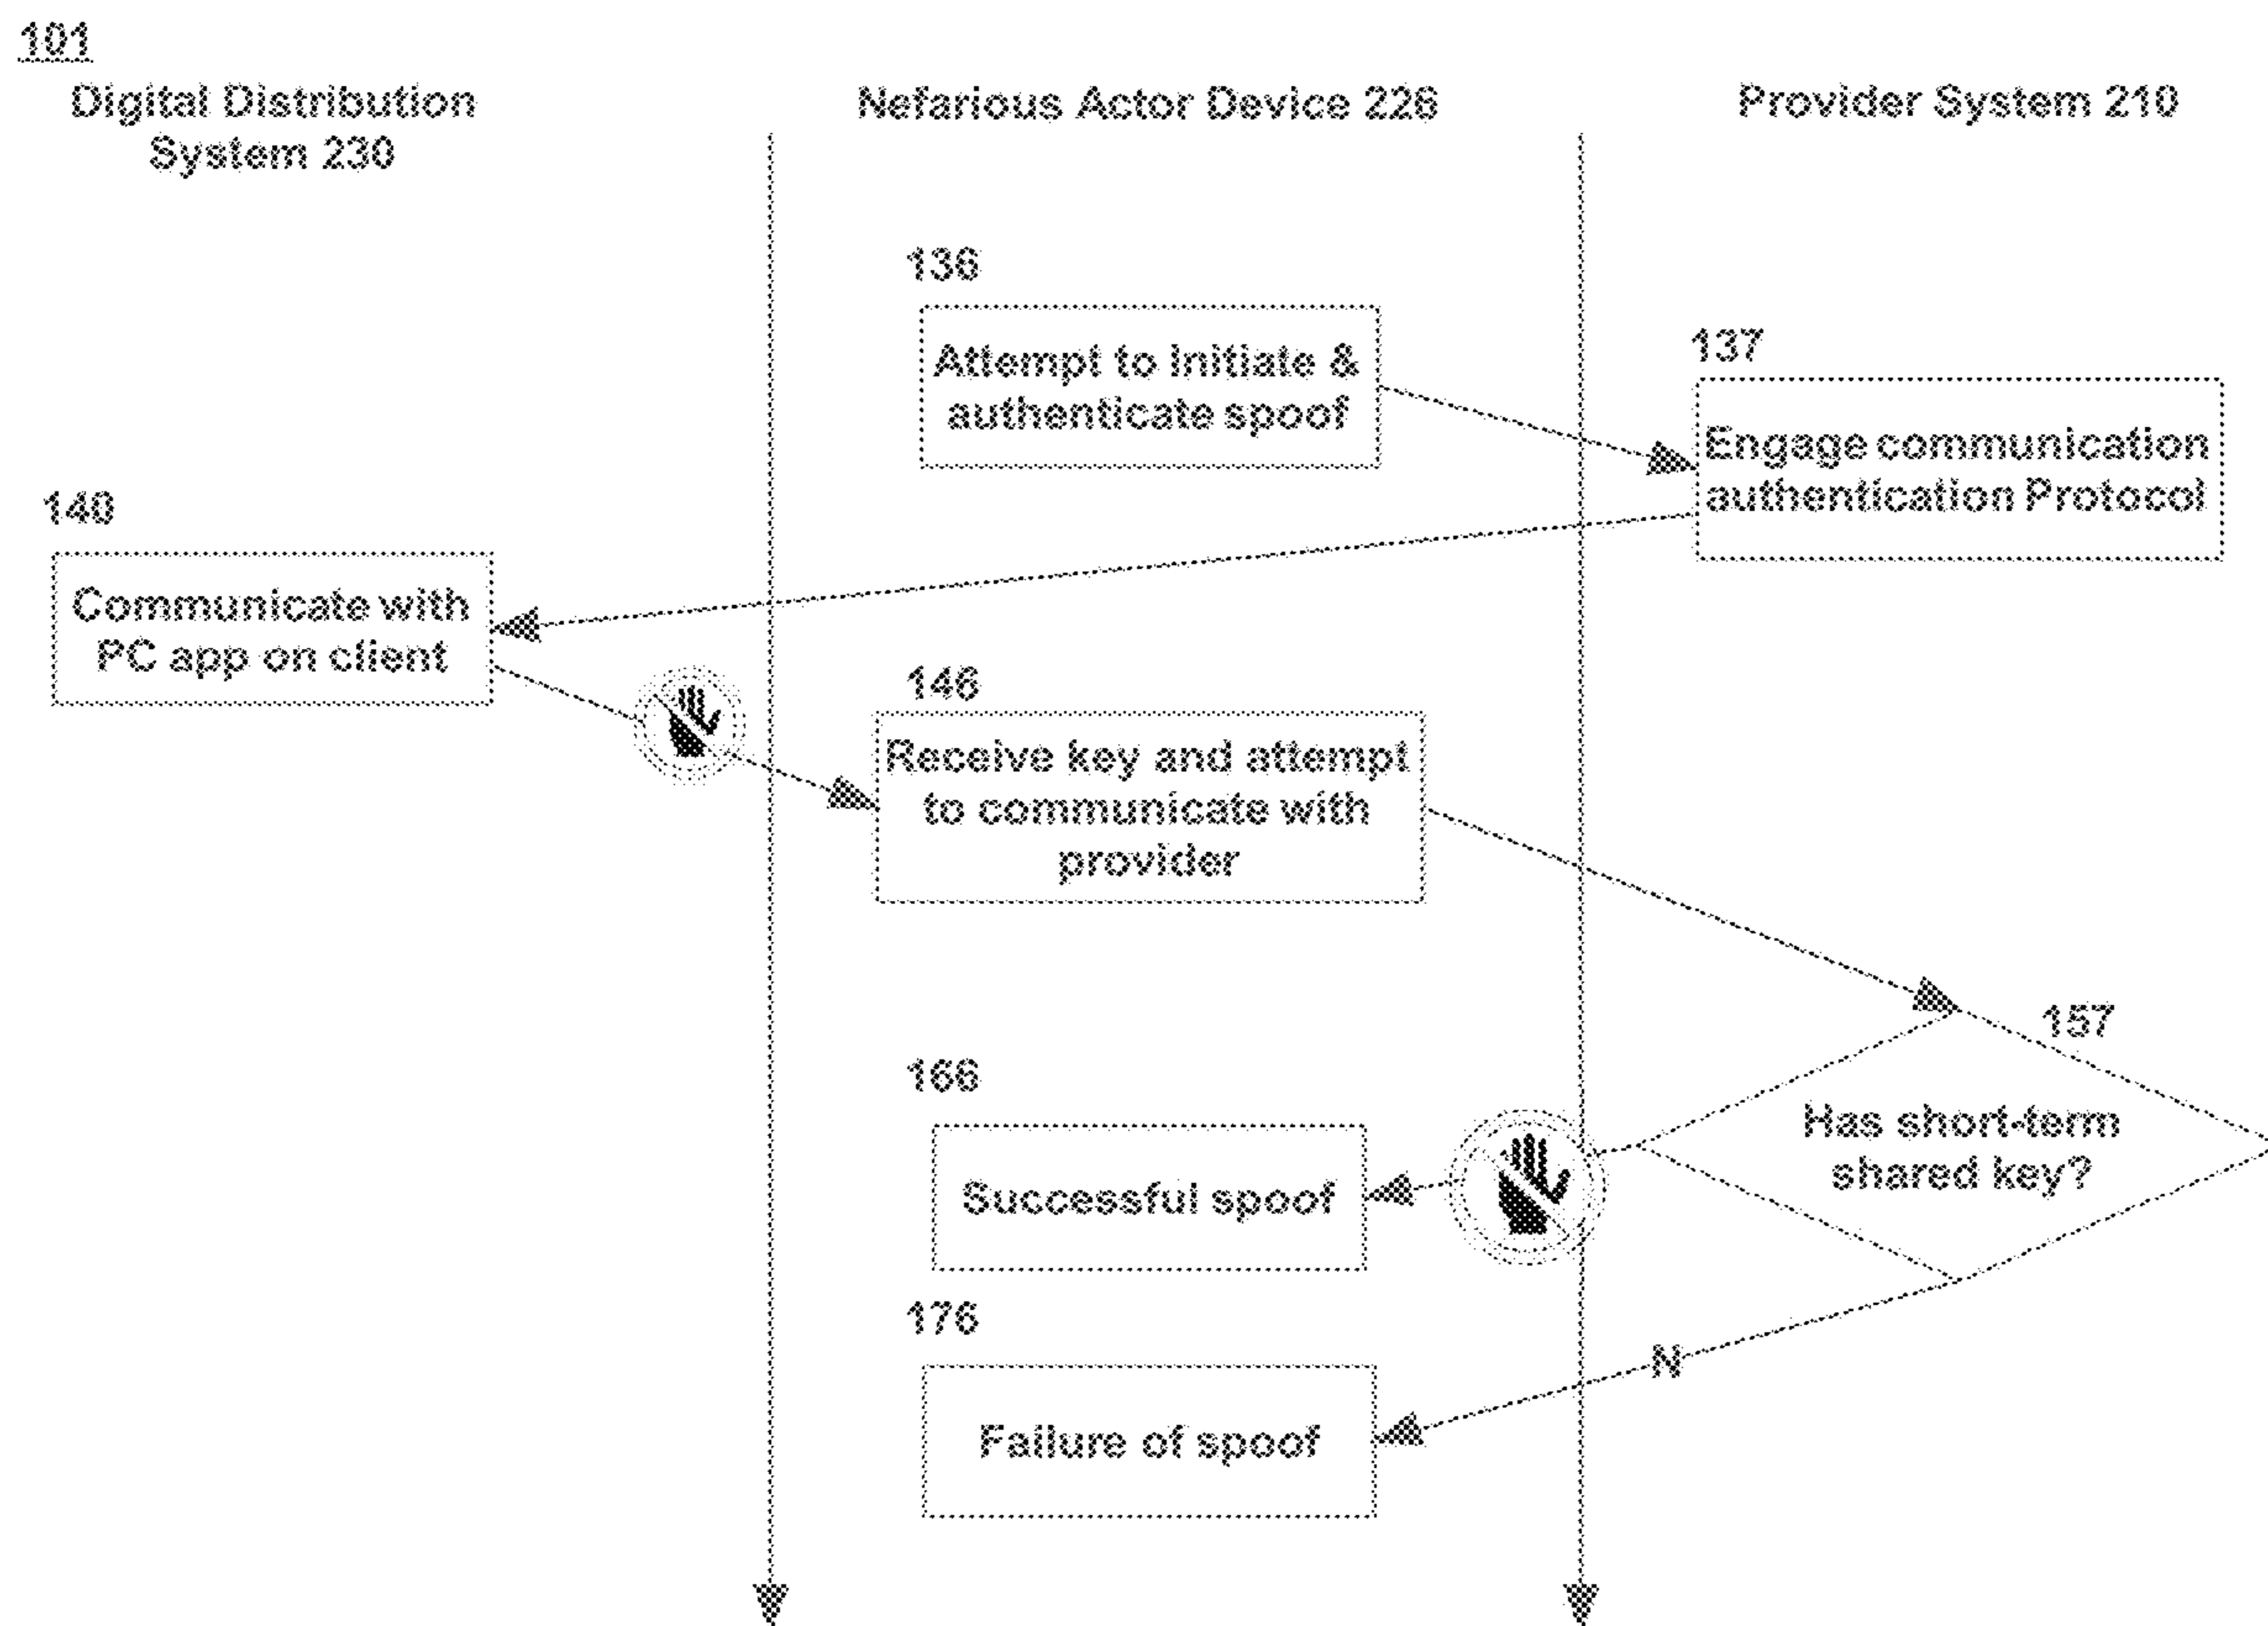 101
Digital Distribution
System 230
Nefarious Actor Device 226
Provider System 210
136
Attempt to Initiate &
authenticate spoof
137
Engage communication
authentication Protocol
140
Communicate with
PC app on client
146
Receive key and attempt
to communicate with
provider
157
Has short-term
shared key?
166
Successful spoof
176
N
Failure of spoof